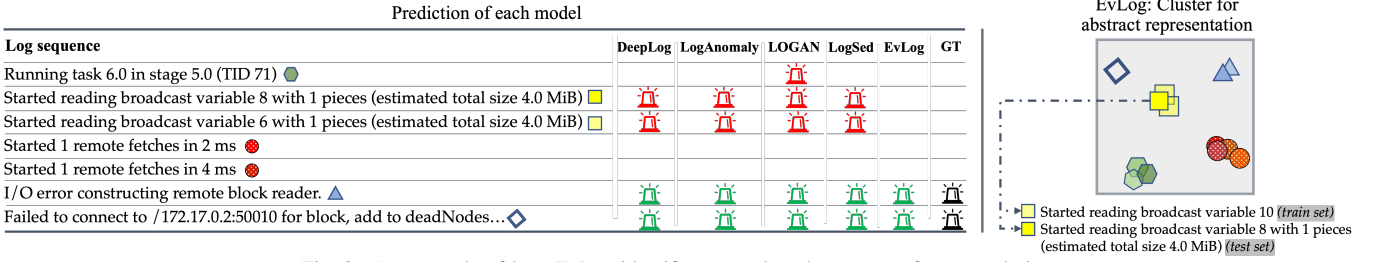 Prediction of each model
Log sequence DeepLog LogAnomaly LOGAN LogSed EvLog GT
Running task 6.0 in stage 5.0 (TID 71)
Started reading broadcast variable 8 with 1 pieces (estimated total size 4.0 MiB)
Started reading broadcast variable 6 with 1 pieces (estimated total size 4.0 MiB)
Started 1 remote fetches in 2 ms
Started 1 remote fetches in 4 ms
I/O error constructing remote block reader.
Failed to connect to /172.17.0.2:50010 for block, add to deadNodes...
EvLog: Cluster for
abstract representation
Started reading broadcast variable 10 (train set)
Started reading broadcast variable 8 with 1 pieces
(estimated total size 4.0 MiB) (test set)